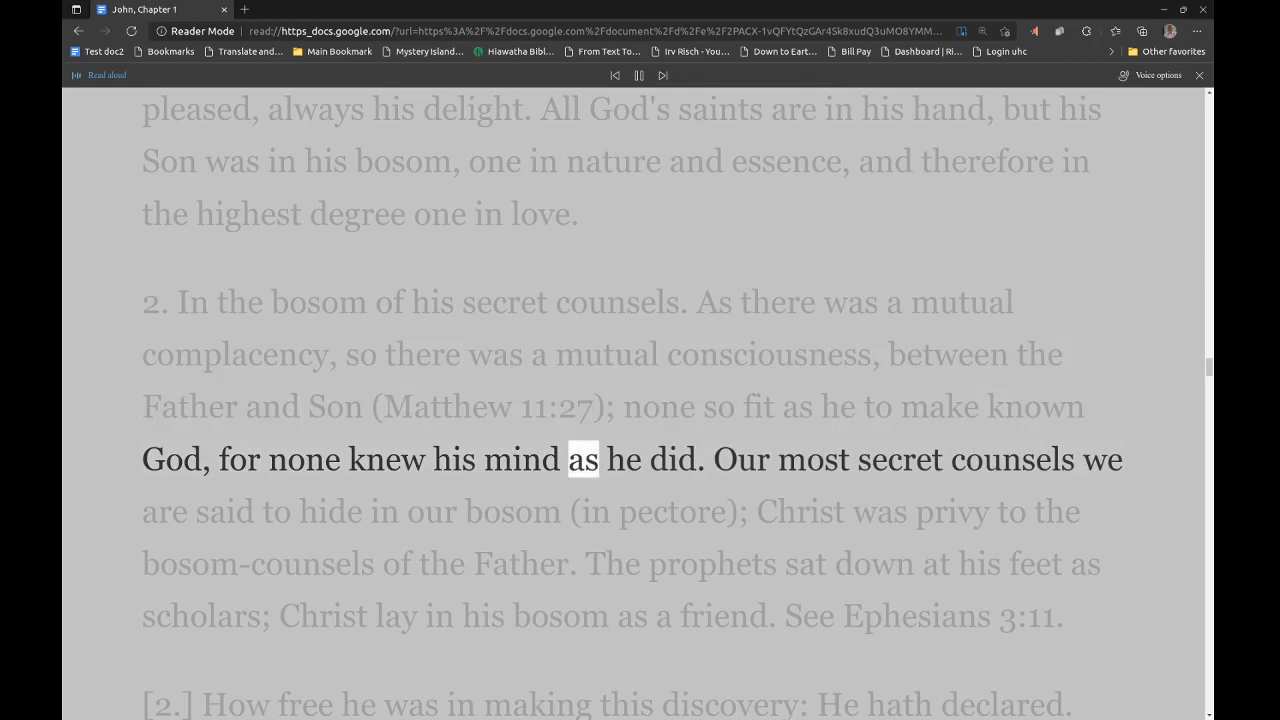 John, Chapter 1
Reader Mode
read://https_docs.google.com/?url=https%3A%2F%2Fdocs.google.com%2Fdocument%2Fd%2Fe%2F2PACX-1vQFYtQzGAr4Sk8xudQ3uMO8YMM...
Test doc2
Bookmarks
Translate and...
Main Bookmark
Mystery Island...
Hiawatha Bibl...
From Text To...
Irv Risch - You...
Down to Eart...
Bill Pay
Dashboard | Ri...
Login uhc
Other favorites
Read aloud
Voice options
pleased, always his delight. All God's saints are in his hand, but his
Son was in his bosom, one in nature and essence, and therefore in
the highest degree one in love.
2. In the bosom of his secret counsels. As there was a mutual
complacency, so there was a mutual consciousness, between the
Father and Son (Matthew 11:27); none so fit as he to make known
God, for none knew his mind as he did. Our most secret counsels we
are said to hide in our bosom (in pectore); Christ was privy to the
bosom-counsels of the Father. The prophets sat down at his feet as
scholars; Christ lay in his bosom as a friend. See Ephesians 3:11.
[2.] How free he was in making this discovery: He hath declared.